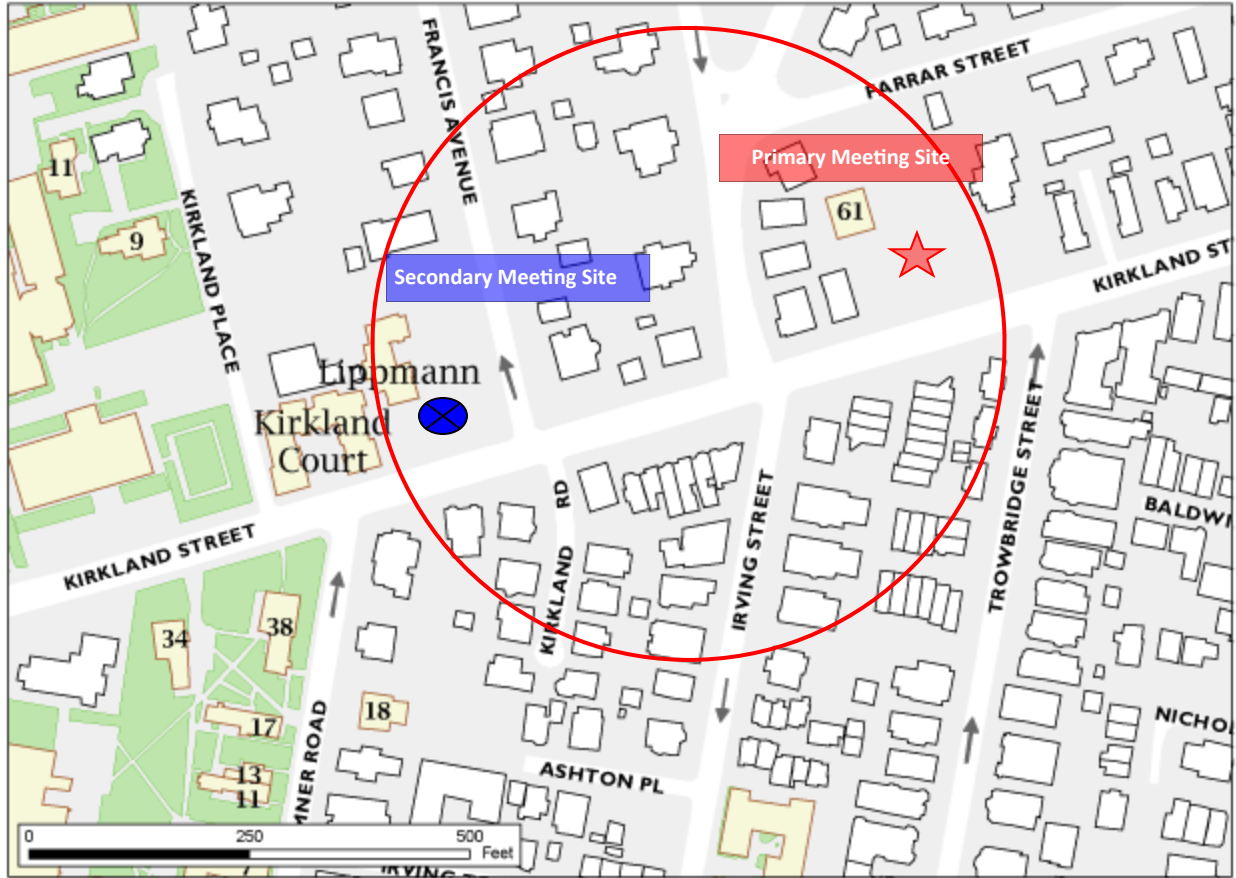 FRANCIS AVENUE
FARRAR STREET
Primary Meeting Site
11
61
KIRKLAND PLACE
9
KIRKLAND ST
Secondary Meeting Site
Lippmann
Kirkland
Court
TROWBRIDGE STREET
KIRKLAND RD
IRVING STREET
BALDWI
KIRKLAND STREET
34
38
18
17
NICHO
13
11
MNER ROAD
ASHTON PL
0 250 500
Feet